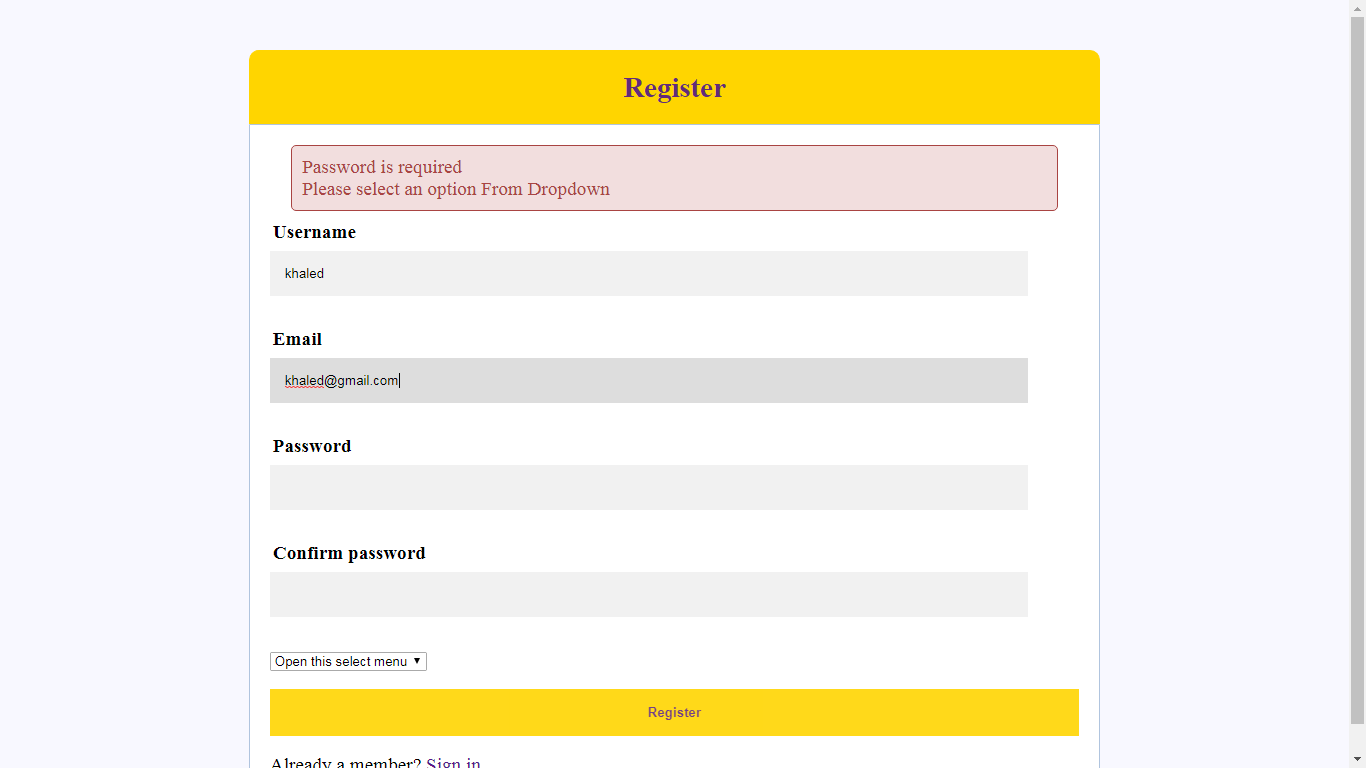 Register
Password is required
Please select an option From Dropdown
Username
khaled
Email
khaled@gmail.com
Password
Confirm password
Open this select menu
Register
Already a member? Sign in